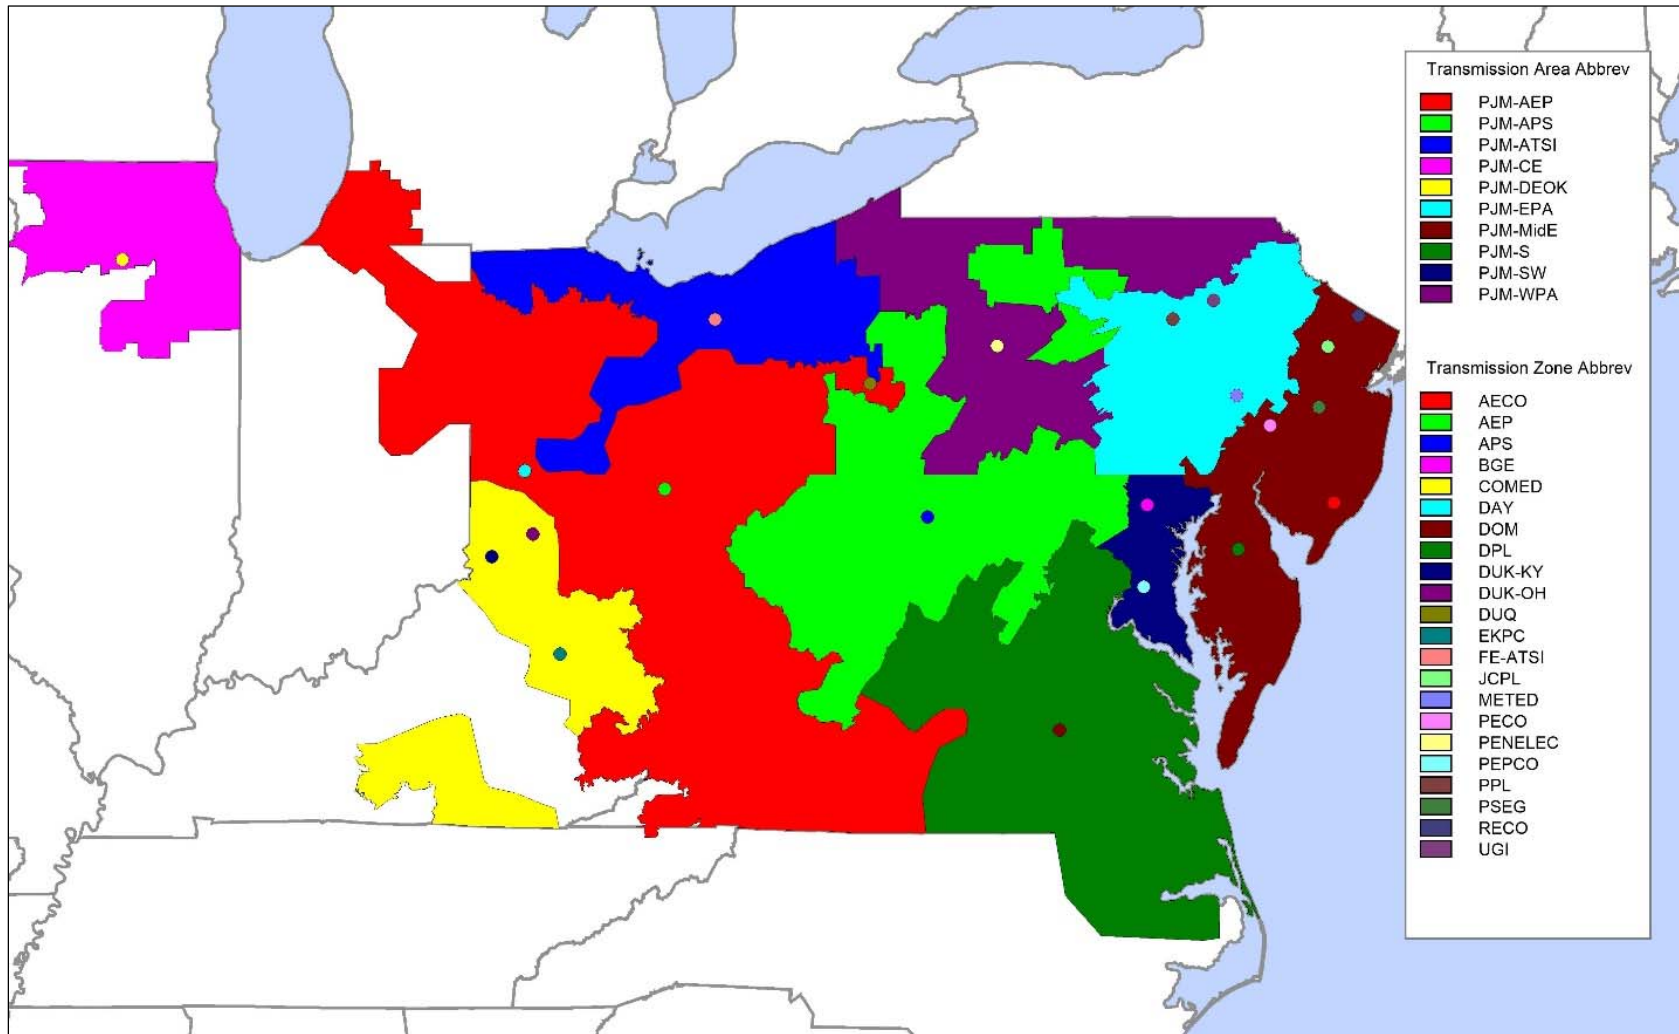 Transmission Area Abbrev
PJM-AEP
PJM-APS
PJM-ATSI
PJM-CE
PJM-DEOK
PJM-EPA
PJM-MidE
PJM-S
PJM-SW
PJM-WPA
Transmission Zone Abbrev
AECO
AEP
APS
BGE
COMED
DAY
DOM
DPL
DUK-KY
DUK-OH
DUQ
EKPC
FE-ATSI
JCPL
METED
PECO
PENELEC
PEPCO
PPL
PSEG
RECO
UGI